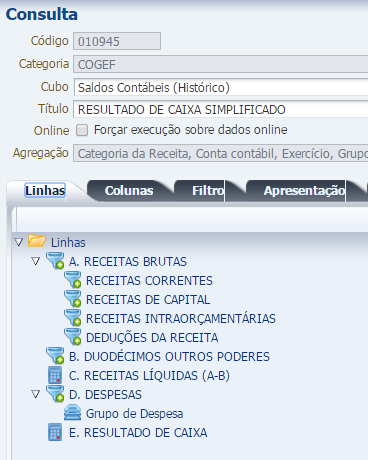 Consulta
Código 010945
Categoria COGEF
Cubo Saldos Contábeis (Histórico)
Título RESULTADO DE CAIXA SIMPLIFICADO
Online Forçar execução sobre dados online
Agregação Categoria da Receita, Conta contábil, Exercício, Grupo
Linhas Colunas Filtro Apresentação
Linhas
A. RECEITAS BRUTAS
RECEITAS CORRENTES
RECEITAS DE CAPITAL
RECEITAS INTRAORÇAMENTÁRIAS
DEDUÇÕES DA RECEITA
B. DUODÉCIMOS OUTROS PODERES
C. RECEITAS LÍQUIDAS (A-B)
D. DESPESAS
Grupo de Despesa
E. RESULTADO DE CAIXA